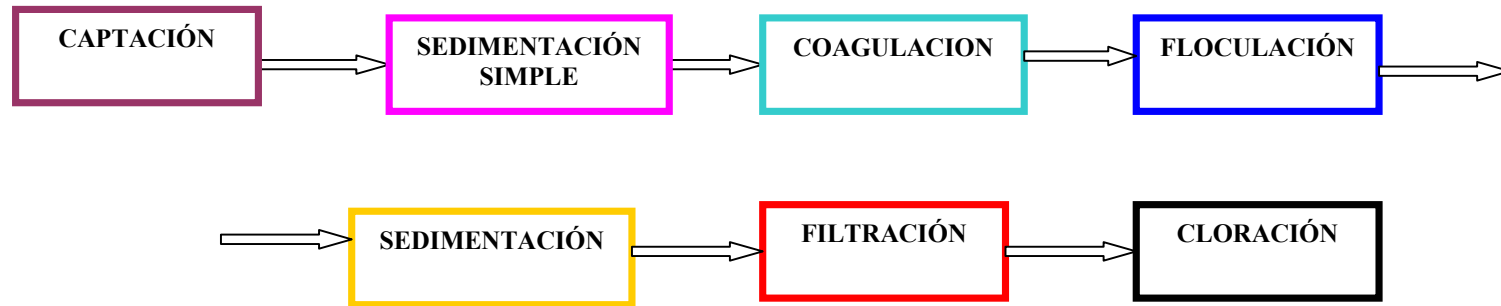 CAPTACIÓN
SEDIMENTACIÓN
SIMPLE
COAGULACION
FLOCULACIÓN
SEDIMENTACIÓN
FILTRACIÓN
CLORACIÓN